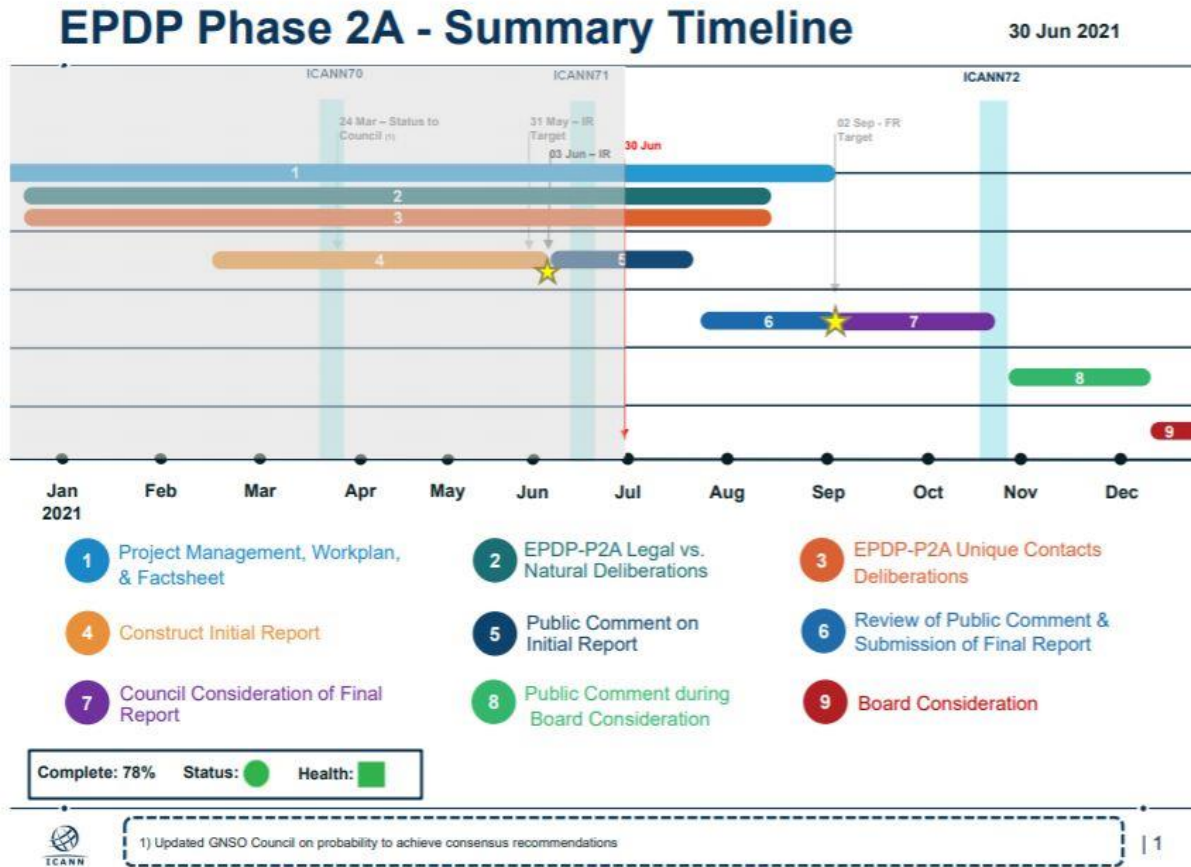 EPDP Phase 2A - Summary Timeline
30 Jun 2021
ICANN70
ICANN71
ICANN72
24 Mar – Status to
Council (1)
31 May – IR
Target
03 Jun – IR
30 Jun
02 Sep - FR
Target
1
2
3
4
5
6
7
8
9
Jan
2021
Feb
Mar
Apr
May
Jun
Jul
Aug
Sep
Oct
Nov
Dec
1
Project Management, Workplan,
& Factsheet
2
EPDP-P2A Legal vs.
Natural Deliberations
3
EPDP-P2A Unique Contacts
Deliberations
4
Construct Initial Report
5
Public Comment on
Initial Report
6
Review of Public Comment &
Submission of Final Report
7
Council Consideration of Final
Report
8
Public Comment during
Board Consideration
9
Board Consideration
Complete: 78% Status: Health:
ICANN
1) Updated GNSO Council on probability to achieve consensus recommendations
| 1